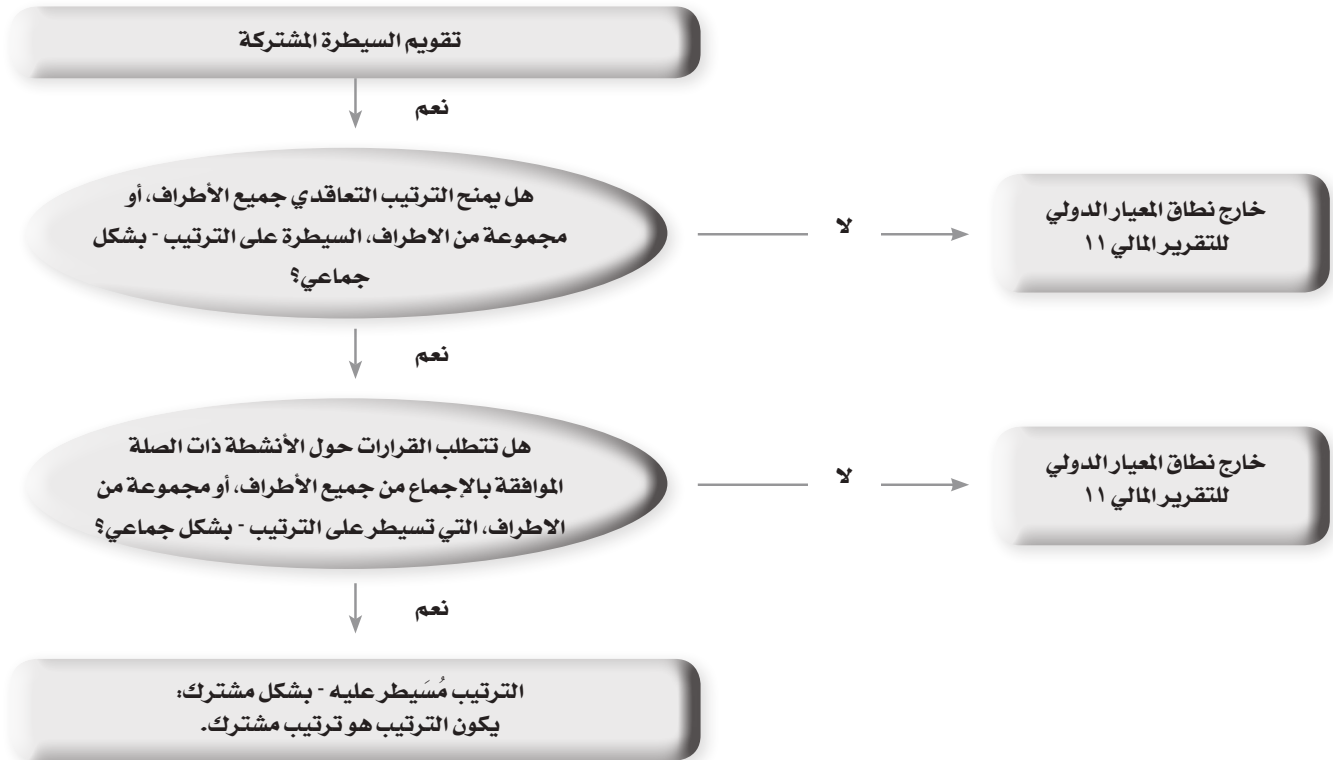 تقويم السيطرة المشتركة
نعم
هل يمنح الترتيب التعاقدي جميع الأطراف، أو
مجموعة من الاطراف، السيطرة على الترتيب - بشكل
جماعي؟
لا
خارج نطاق المعيار الدولي
للتقرير المالي ١١
نعم
هل تتطلب القرارات حول الأنشطة ذات الصلة
الموافقة بالإجماع من جميع الأطراف، أو مجموعة من
الاطراف، التي تسيطر على الترتيب - بشكل جماعي؟
لا
خارج نطاق المعيار الدولي
للتقرير المالي ١١
نعم
الترتيب مُسَيطر عليه - بشكل مشترك:
يكون الترتيب هو ترتيب مشترك.